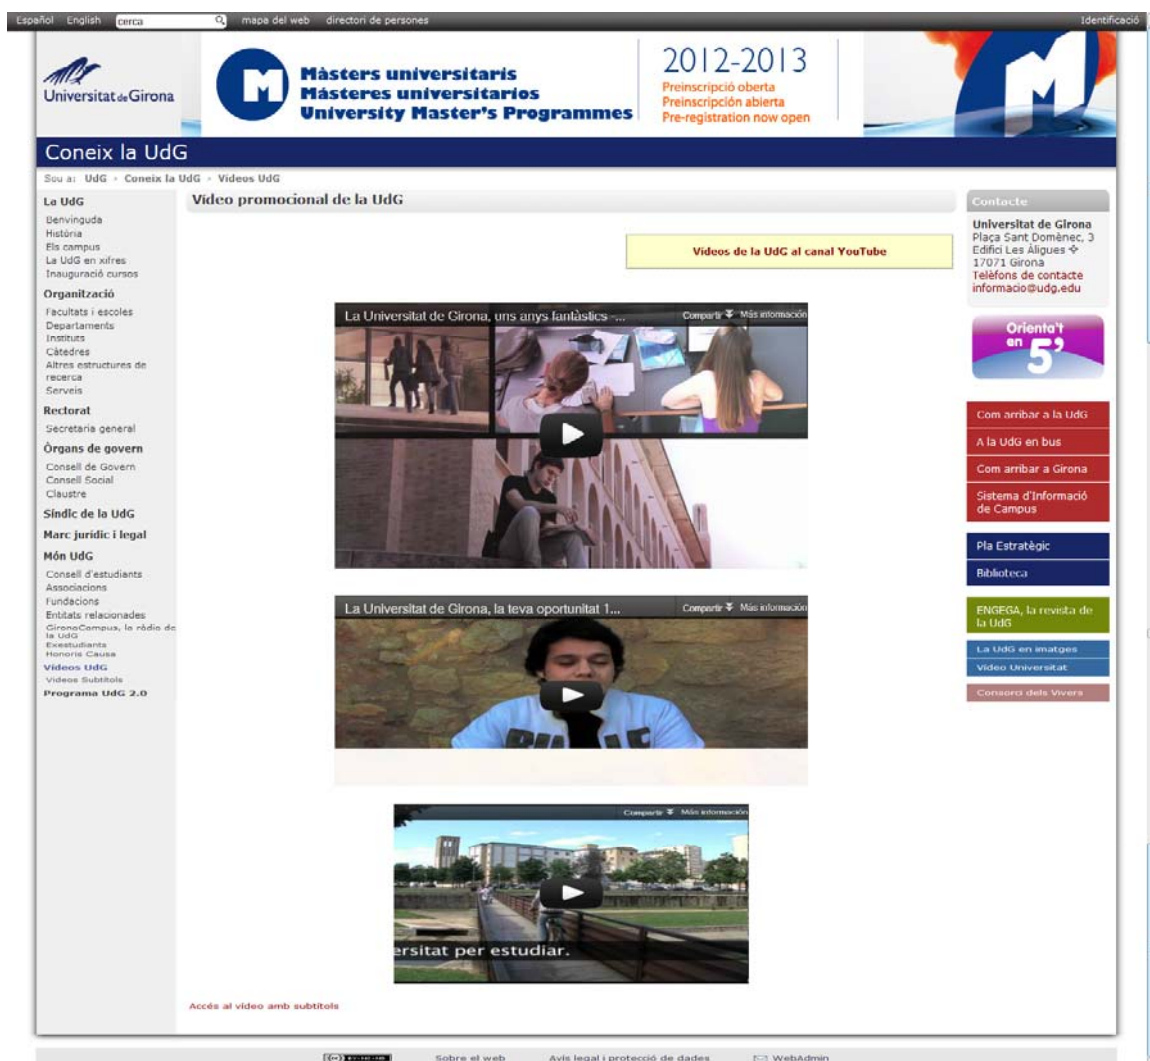 Español English cerca mapa del web directori de persones Identificació
Universitat de Girona
Màsters universitaris
Másteres universitarios
University Master's Programmes
2012-2013
Preinscripció oberta
Preinscripción abierta
Pre-registration now open
Coneix la UdG
Sou a: UdG > Coneix la UdG > Vídeos UdG
La UdG
Benvinguda
Història
Els campus
La UdG en xifres
Inauguració cursos
Organització
Facultats i escoles
Departaments
Instituts
Càtedres
Altres estructures de
recerca
Serveis
Rectorat
Secretaria general
Òrgans de govern
Consell de Govern
Consell Social
Claustre
Síndic de la UdG
Marc jurídic i legal
Món UdG
Consell d'estudiants
Associacions
Fundacions
Entitats relacionades
GironaCampus, la ràdio de
la UdG
Exestudiants
Honoris Causa
Vídeos UdG
Vídeos Subtítols
Programa UdG 2.0
Vídeo promocional de la UdG
Vídeos de la UdG al canal YouTube
La Universitat de Girona, uns anys fantàstics -... Compartir Más información
La Universitat de Girona, la teva oportunitat 1... Compartir Más información
Compartir Más información
ersitat per estudiar.
Accés al vídeo amb subtítols
Contacte
Universitat de Girona
Plaça Sant Domènec, 3
Edifici Les Àligues
17071 Girona
Telèfons de contacte
informacio@udg.edu
Orienta't
en 5'
Com arribar a la UdG
A la UdG en bus
Com arribar a Girona
Sistema d'Informació
de Campus
Pla Estratègic
Biblioteca
ENGEGA, la revista de
la UdG
La UdG en imatges
Vídeo Universitat
Consorci dels Vivers
Sobre el web Avís legal i protecció de dades WebAdmin